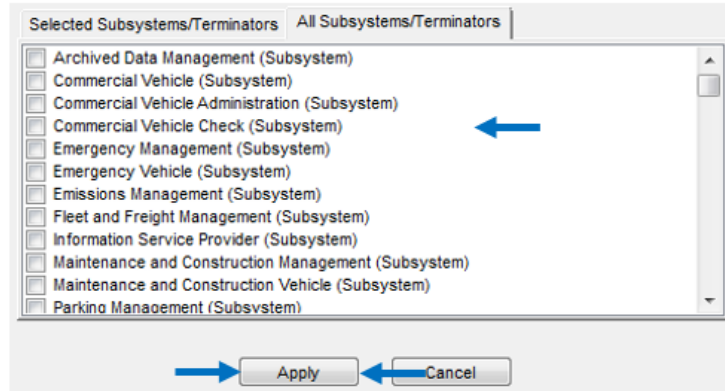 Selected Subsystems/Terminators All Subsystems/Terminators
Archived Data Management (Subsystem)
Commercial Vehicle (Subsystem)
Commercial Vehicle Administration (Subsystem)
Commercial Vehicle Check (Subsystem)
Emergency Management (Subsystem)
Emergency Vehicle (Subsystem)
Emissions Management (Subsystem)
Fleet and Freight Management (Subsystem)
Information Service Provider (Subsystem)
Maintenance and Construction Management (Subsystem)
Maintenance and Construction Vehicle (Subsystem)
Parking Management (Subsystem)
Apply Cancel